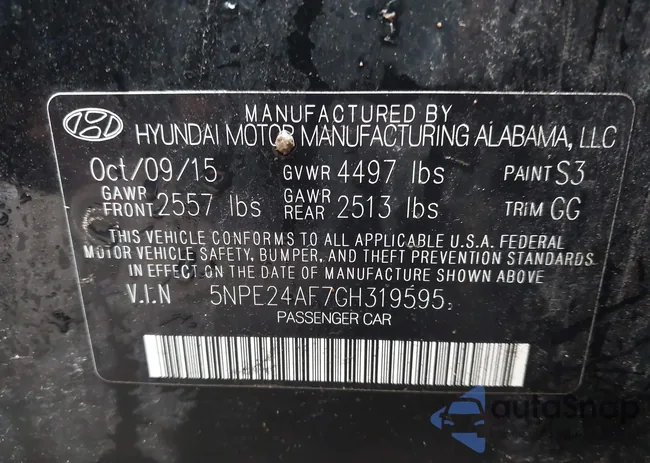 MANUFACTURED BY
HYUNDAI MOTOR MANUFACTURING ALABAMA, LLC
Oct/09/15 GVWR 4497 lbs PAINT S3
GAWR FRONT 2557 lbs GAWR REAR 2513 lbs TRIM GG
THIS VEHICLE CONFORMS TO ALL APPLICABLE U.S.A. FEDERAL
MOTOR VEHICLE SAFETY, BUMPER, AND THEFT PREVENTION STANDARDS
IN EFFECT ON THE DATE OF MANUFACTURE SHOWN ABOVE
V.I.N 5NPE24AF7GH319595
PASSENGER CAR
autoSnap